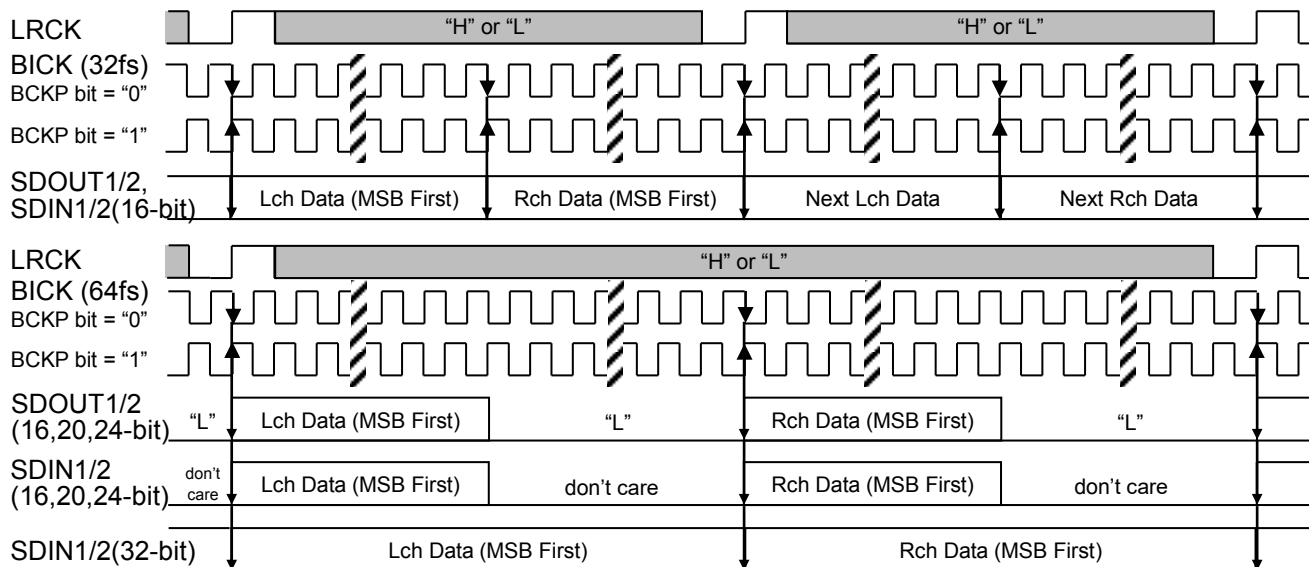 LRCK “H” or “L” “H” or “L”
BICK (32fs)
BCKP bit = “0”
BCKP bit = “1”
SDOUT1/2,
SDIN1/2(16-bit) Lch Data (MSB First) Rch Data (MSB First) Next Lch Data Next Rch Data
LRCK “H” or “L”
BICK (64fs)
BCKP bit = “0”
BCKP bit = “1”
SDOUT1/2
(16,20,24-bit) “L” Lch Data (MSB First) “L” Rch Data (MSB First) “L”
SDIN1/2
(16,20,24-bit) don’t care Lch Data (MSB First) don’t care Rch Data (MSB First) don’t care
SDIN1/2(32-bit) Lch Data (MSB First) Rch Data (MSB First)